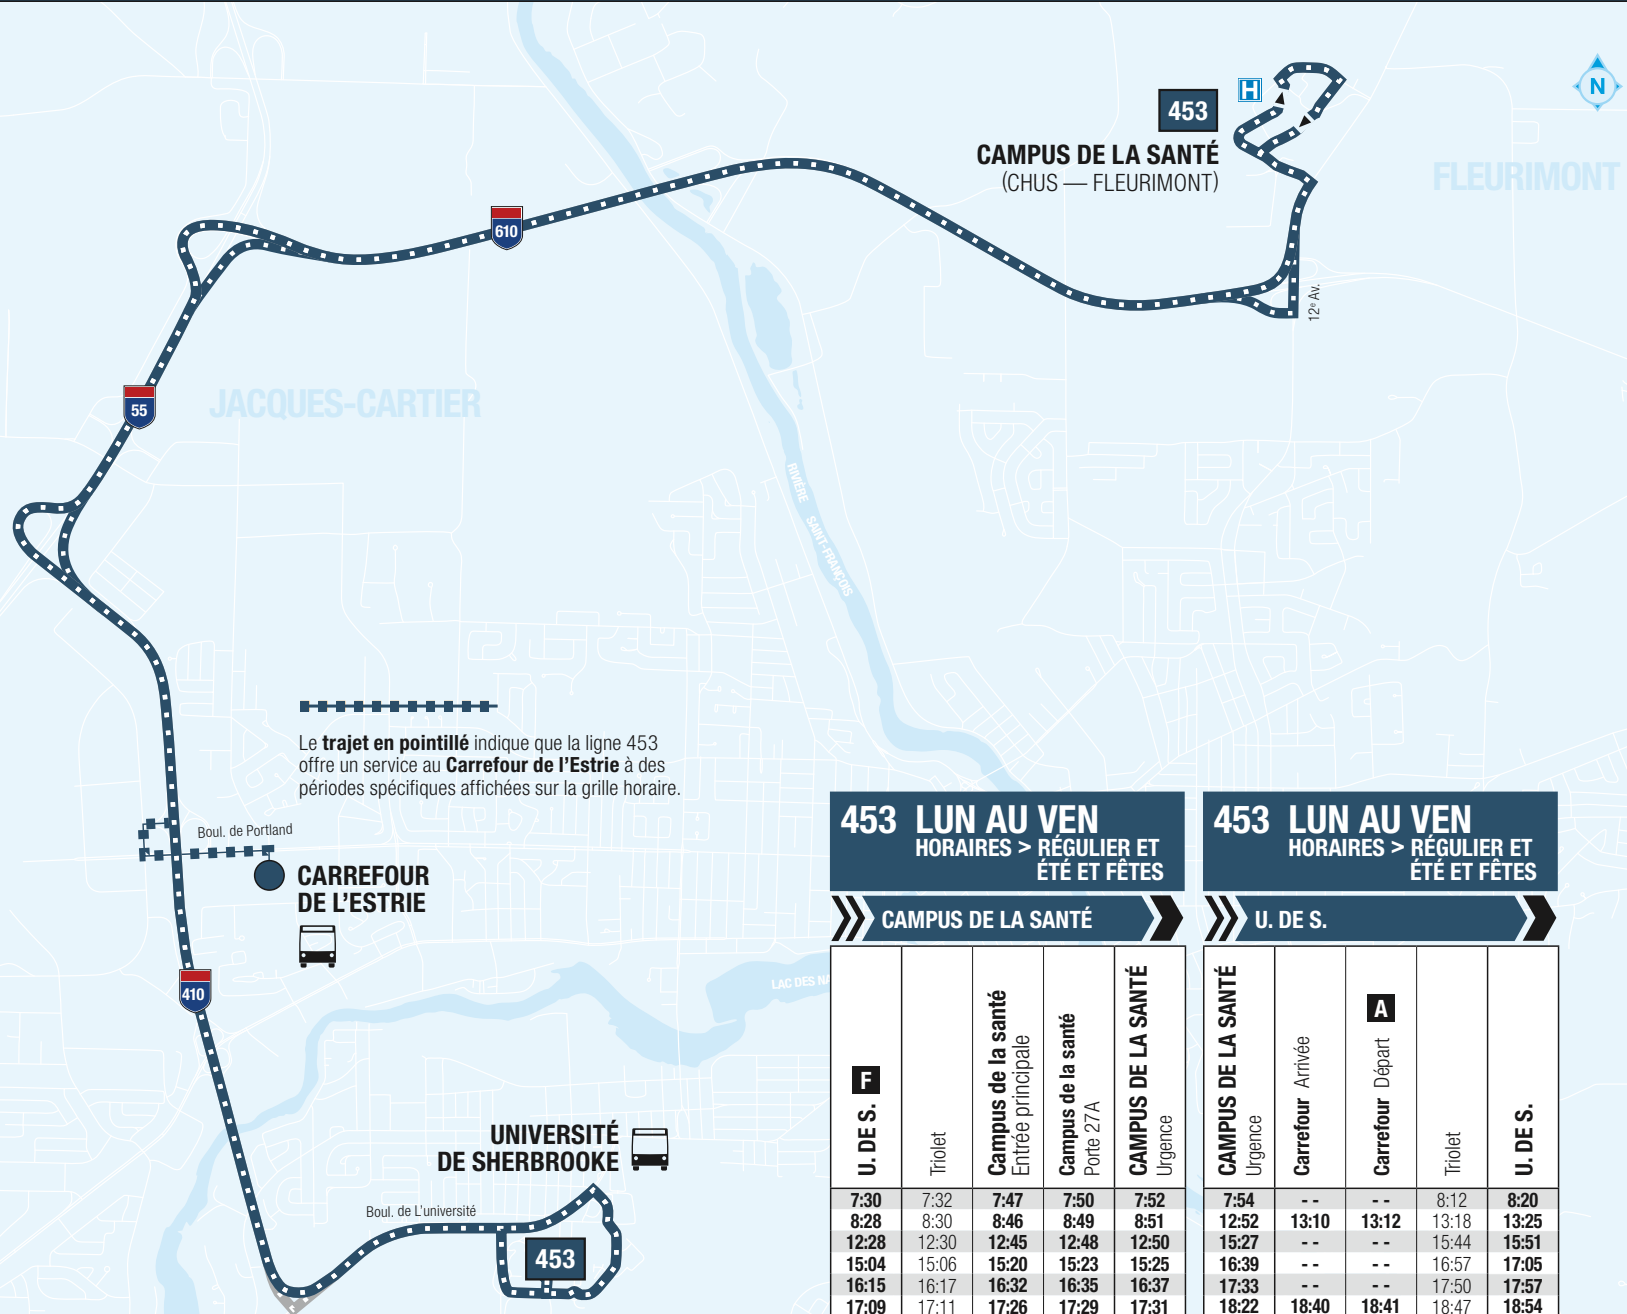 N
H
453
CAMPUS DE LA SANTÉ
(CHUS — FLEURIMONT)
FLEURIMONT
610
12e Av.
55
JACQUES-CARTIER
RIVIÈRE SAINT-FRANÇOIS
Le trajet en pointillé indique que la ligne 453
offre un service au Carrefour de l'Estrie à des
périodes spécifiques affichées sur la grille horaire.
Boul. de Portland
CARREFOUR
DE L'ESTRIE
410
LAC DES NA
UNIVERSITÉ
DE SHERBROOKE
Boul. de L'université
453
453 LUN AU VEN
HORAIRES > RÉGULIER ET
ÉTÉ ET FÊTES
CAMPUS DE LA SANTÉ
U. DE S. F
Triolet
Campus de la santé
Entrée principale
Campus de la santé
Porte 27A
CAMPUS DE LA SANTÉ
Urgence
7:30 7:32 7:47 7:50 7:52
8:28 8:30 8:46 8:49 8:51
12:28 12:30 12:45 12:48 12:50
15:04 15:06 15:20 15:23 15:25
16:15 16:17 16:32 16:35 16:37
17:09 17:11 17:26 17:29 17:31
453 LUN AU VEN
HORAIRES > RÉGULIER ET
ÉTÉ ET FÊTES
U. DE S.
CAMPUS DE LA SANTÉ
Urgence
Carrefour Arrivée
Carrefour Départ A
Triolet
U. DE S.
7:54 - - - - 8:12 8:20
12:52 13:10 13:12 13:18 13:25
15:27 - - - - 15:44 15:51
16:39 - - - - 16:57 17:05
17:33 - - - - 17:50 17:57
18:22 18:40 18:41 18:47 18:54